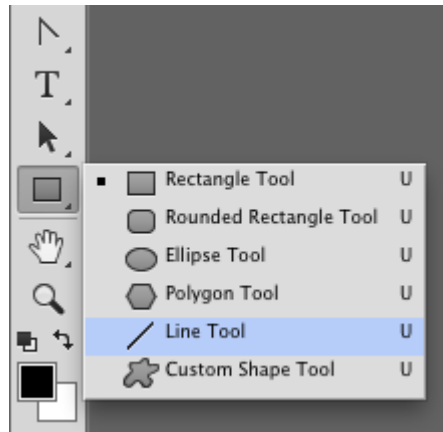 T
Rectangle Tool U
Rounded Rectangle Tool U
Ellipse Tool U
Polygon Tool U
Line Tool U
Custom Shape Tool U